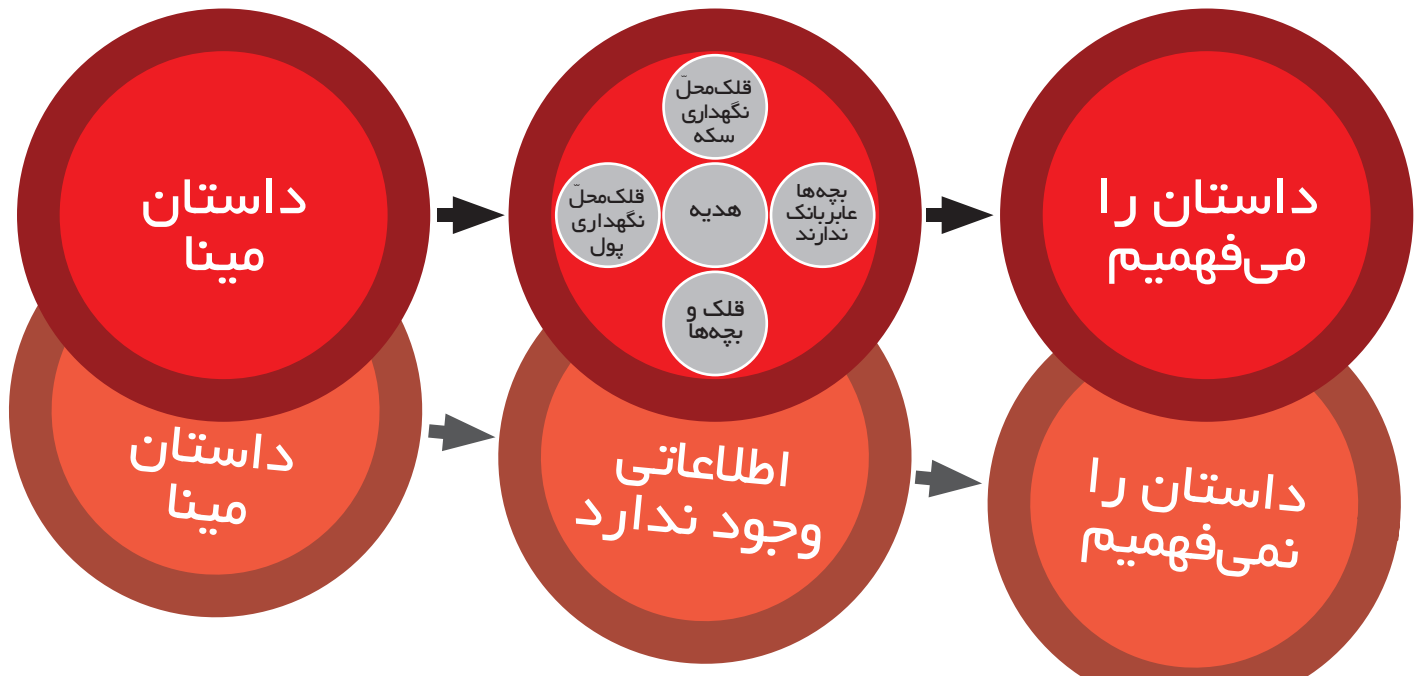 داستان
مینا
قلک‌محلّ
نگهداری
سکه
قلک‌محلّ
نگهداری
پول
هدیه
بچه‌ها
عابربانک
ندارند
قلک و
بچه‌ها
داستان را
می‌فهمیم
داستان
مینا
اطلاعاتی
وجود ندارد
داستان را
نمی‌فهمیم